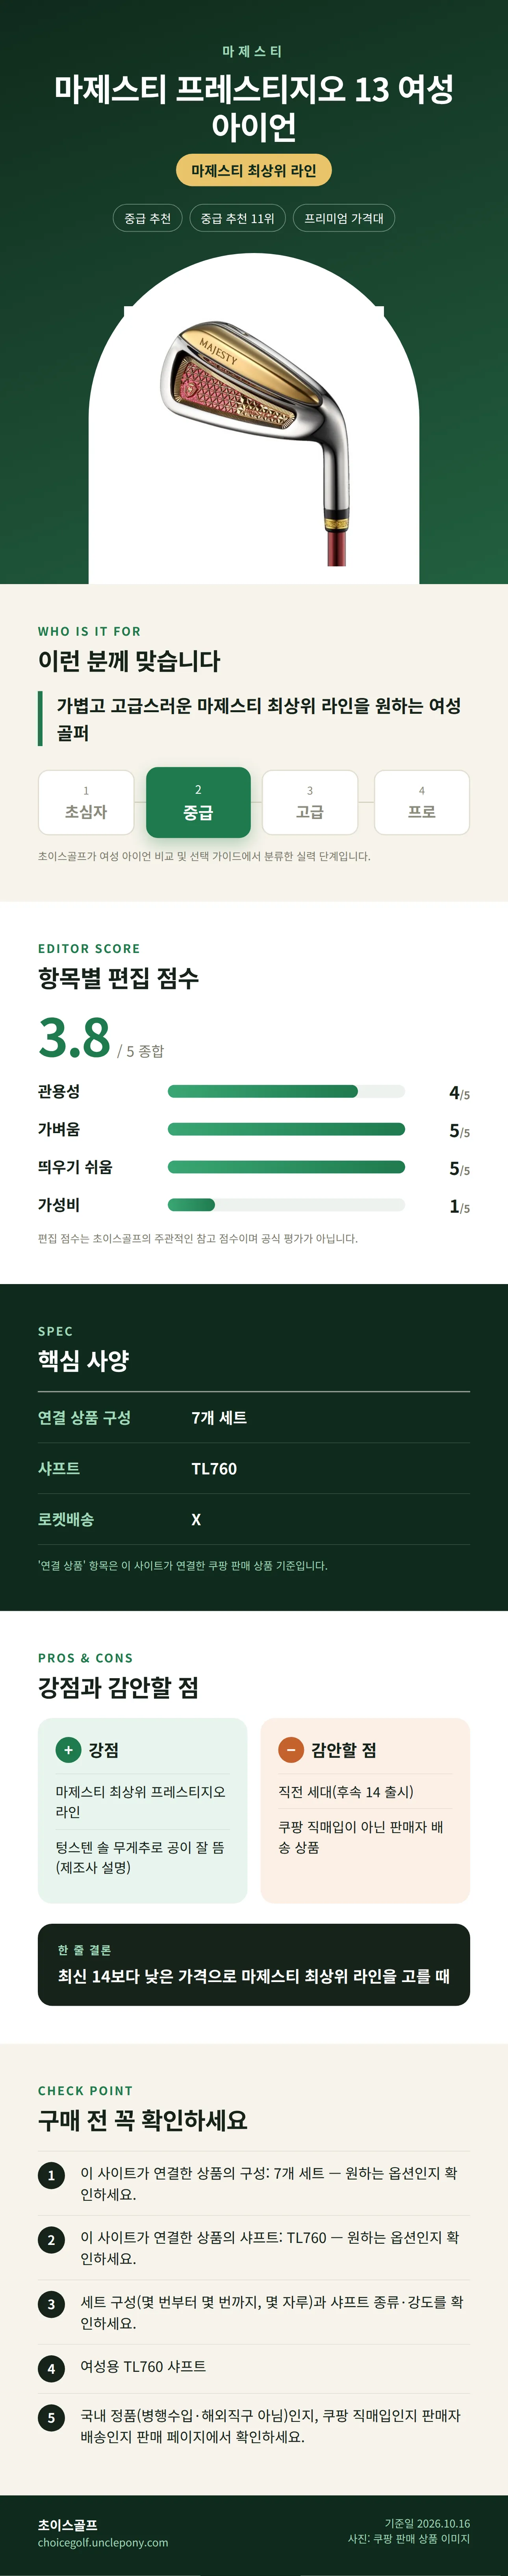 마제스티
마제스티 프레스티지오 13 여성
아이언
마제스티 최상위 라인
중급 추천
중급 추천 11위
프리미엄 가격대
MAJESTY
WHO IS IT FOR
이런 분께 맞습니다
가볍고 고급스러운 마제스티 최상위 라인을 원하는 여성
골퍼
1
초심자
2
중급
3
고급
4
프로
초이스골프가 여성 아이언 비교 및 선택 가이드에서 분류한 실력 단계입니다.
EDITOR SCORE
항목별 편집 점수
3.8 / 5 종합
관용성 4/5
가벼움 5/5
띄우기 쉬움 5/5
가성비 1/5
편집 점수는 초이스골프의 주관적인 참고 점수이며 공식 평가가 아닙니다.
SPEC
핵심 사양
연결 상품 구성 7개 세트
샤프트 TL760
로켓배송 X
'연결 상품' 항목은 이 사이트가 연결한 쿠팡 판매 상품 기준입니다.
PROS & CONS
강점과 감안할 점
+ 강점
마제스티 최상위 프레스티지오
라인
텅스텐 솔 무게추로 공이 잘 뜸
(제조사 설명)
− 감안할 점
직전 세대(후속 14 출시)
쿠팡 직매입이 아닌 판매자 배
송 상품
한 줄 결론
최신 14보다 낮은 가격으로 마제스티 최상위 라인을 고를 때
CHECK POINT
구매 전 꼭 확인하세요
1 이 사이트가 연결한 상품의 구성: 7개 세트 — 원하는 옵션인지 확
인하세요.
2 이 사이트가 연결한 상품의 샤프트: TL760 — 원하는 옵션인지 확
인하세요.
3 세트 구성(몇 번부터 몇 번까지, 몇 자루)과 샤프트 종류·강도를 확
인하세요.
4 여성용 TL760 샤프트
5 국내 정품(병행수입·해외직구 아님)인지, 쿠팡 직매입인지 판매자
배송인지 판매 페이지에서 확인하세요.
초이스골프
choicegolf.unclepony.com
기준일 2026.10.16
사진: 쿠팡 판매 상품 이미지